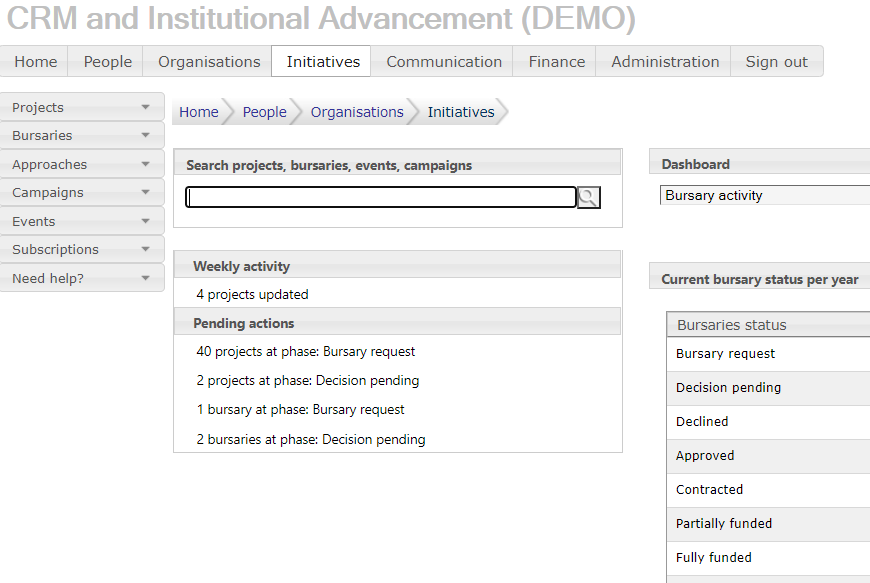 CRM and Institutional Advancement (DEMO)
Home People Organisations Initiatives Communication Finance Administration Sign out
Projects
Bursaries
Approaches
Campaigns
Events
Subscriptions
Need help?
Home People Organisations Initiatives
Search projects, bursaries, events, campaigns
Weekly activity
4 projects updated
Pending actions
40 projects at phase: Bursary request
2 projects at phase: Decision pending
1 bursary at phase: Bursary request
2 bursaries at phase: Decision pending
Dashboard
Bursary activity
Current bursary status per year
Bursaries status
Bursary request
Decision pending
Declined
Approved
Contracted
Partially funded
Fully funded